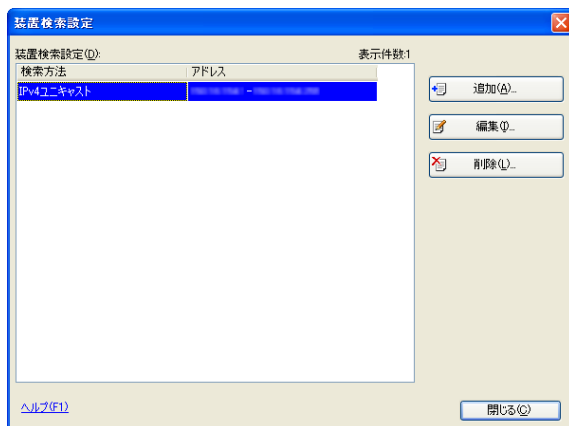 装置検索設定
装置検索設定(D): 表示件数:1
検索方法 アドレス
IPv4ユニキャスト -
追加(A)...
編集(I)...
削除(L)...
ヘルプ(F1)
閉じる(C)